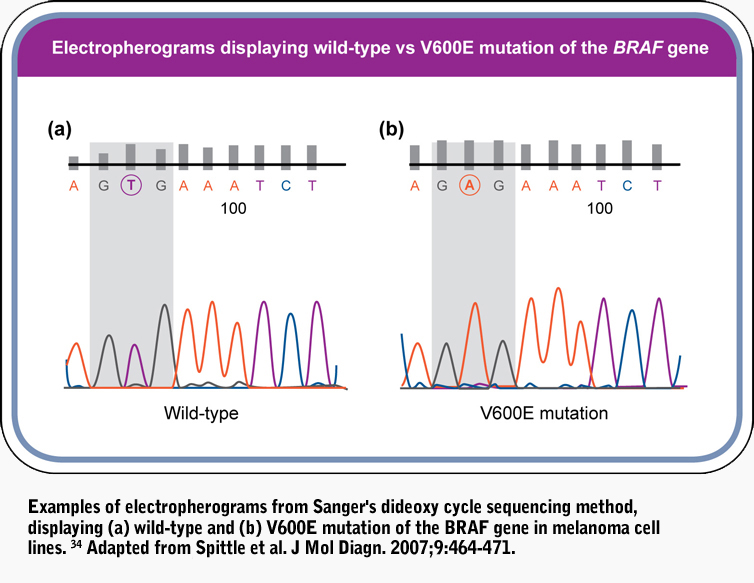 Electropherograms displaying wild-type vs V600E mutation of the BRAF gene
(a)
A G T G A A A T C T
100
Wild-type
(b)
A G A G A A A T C T
100
V600E mutation
Examples of electropherograms from Sanger's dideoxy cycle sequencing method,
displaying (a) wild-type and (b) V600E mutation of the BRAF gene in melanoma cell
lines. 34 Adapted from Spittle et al. J Mol Diagn. 2007;9:464-471.